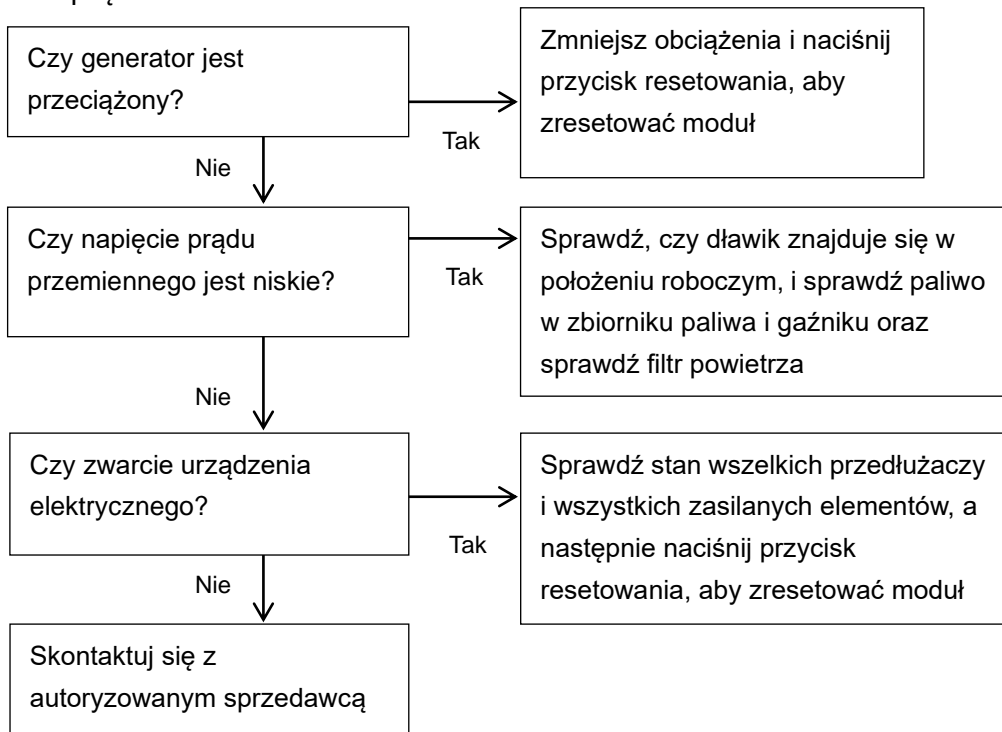 Czy generator jest
przeciążony?
Zmniejsz obciążenia i naciśnij
przycisk resetowania, aby
zresetować moduł
Tak
Nie
Czy napięcie prądu
przemiennego jest niskie?
Sprawdź, czy dławik znajduje się w
położeniu roboczym, i sprawdź paliwo
w zbiorniku paliwa i gaźniku oraz
sprawdź filtr powietrza
Tak
Nie
Czy zwarcie urządzenia
elektrycznego?
Sprawdź stan wszelkich przedłużaczy
i wszystkich zasilanych elementów, a
następnie naciśnij przycisk
resetowania, aby zresetować moduł
Tak
Nie
Skontaktuj się z
autoryzowanym sprzedawcą